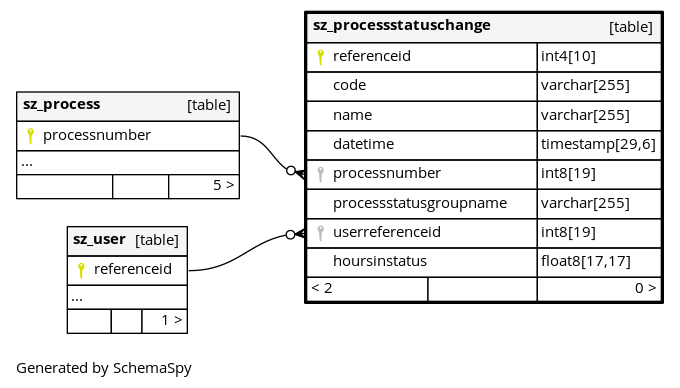 sz_processstatuschange [table]
referenceid int4[10]
code varchar[255]
name varchar[255]
datetime timestamp[29,6]
processnumber int8[19]
processstatusgroupname varchar[255]
userreferenceid int8[19]
hoursinstatus float8[17,17]
< 2 0 >
sz_process [table]
processnumber
...
5 >
sz_user [table]
referenceid
...
1 >
Generated by SchemaSpy